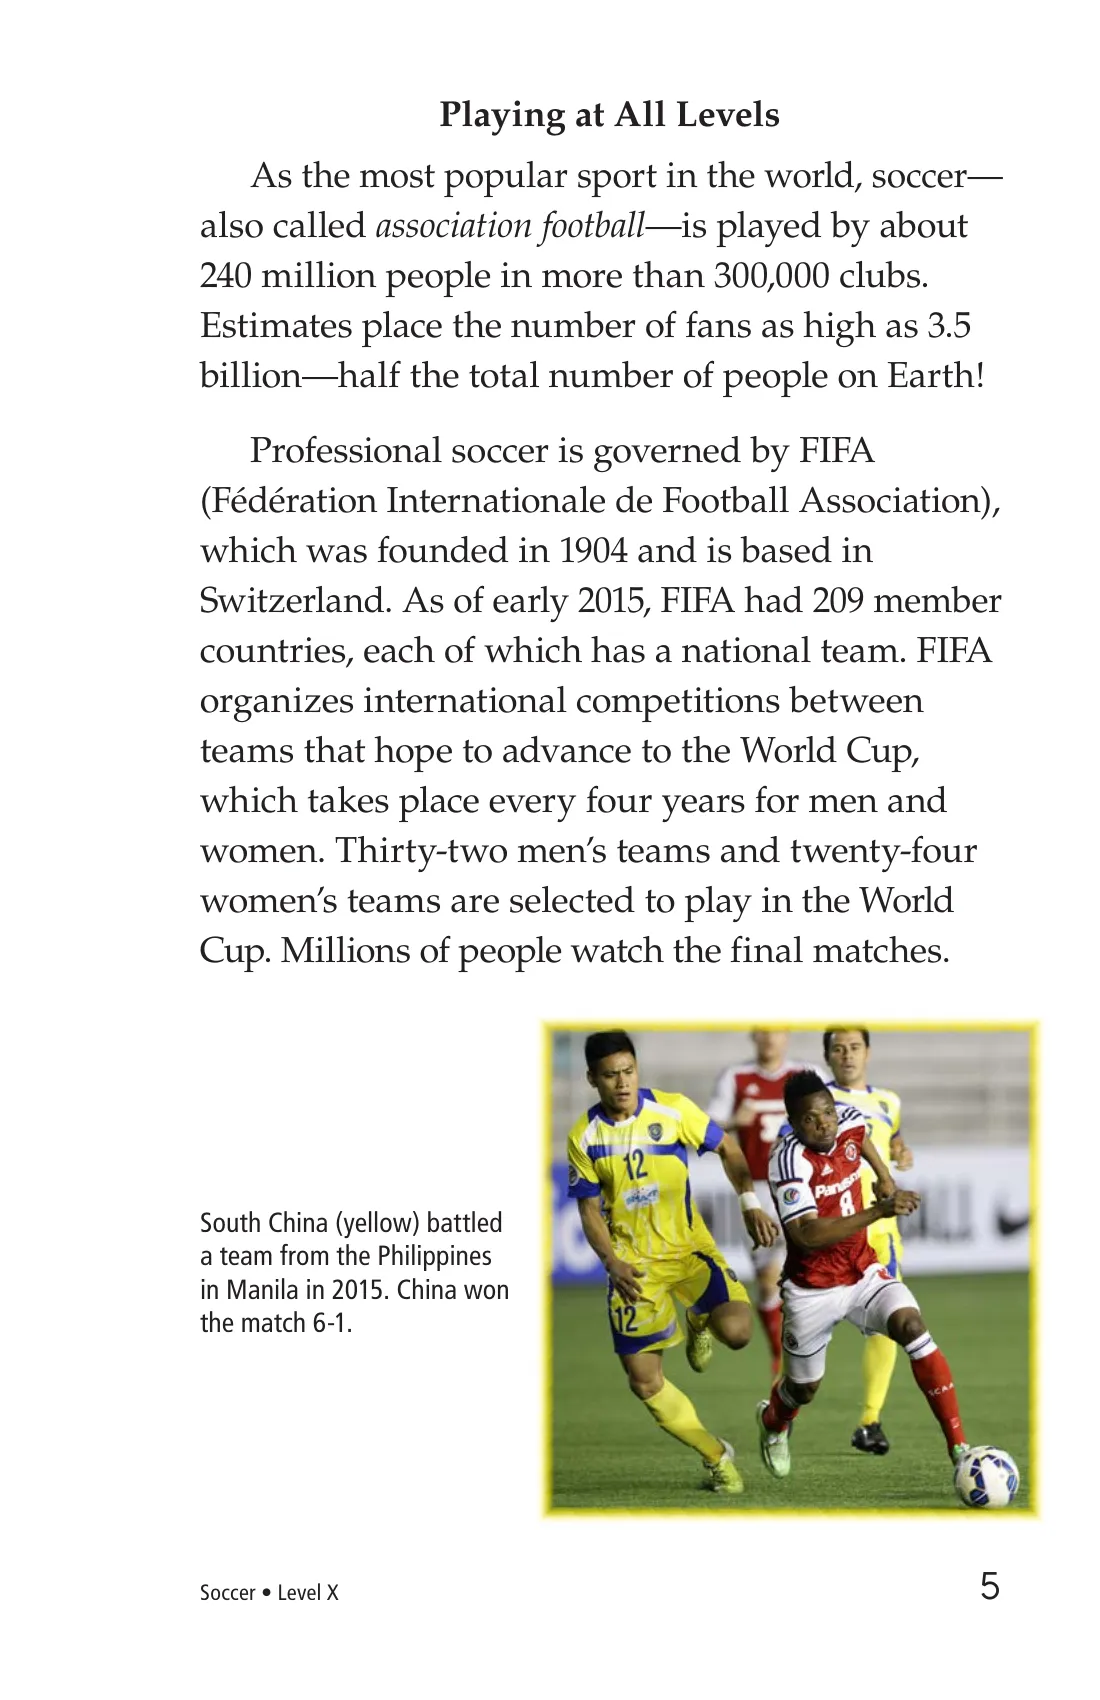 Playing at All Levels
As the most popular sport in the world, soccer—
also called association football—is played by about
240 million people in more than 300,000 clubs.
Estimates place the number of fans as high as 3.5
billion—half the total number of people on Earth!
Professional soccer is governed by FIFA
(Fédération Internationale de Football Association),
which was founded in 1904 and is based in
Switzerland. As of early 2015, FIFA had 209 member
countries, each of which has a national team. FIFA
organizes international competitions between
teams that hope to advance to the World Cup,
which takes place every four years for men and
women. Thirty-two men’s teams and twenty-four
women’s teams are selected to play in the World
Cup. Millions of people watch the final matches.
12
8
12
SCAA
South China (yellow) battled
a team from the Philippines
in Manila in 2015. China won
the match 6-1.
Soccer • Level X
5